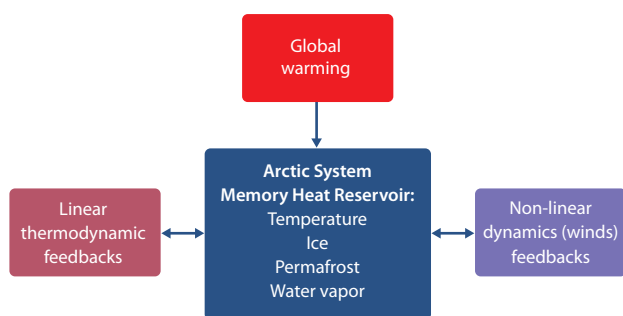 Global
warming
Arctic System
Memory Heat Reservoir:
Temperature
Ice
Permafrost
Water vapor
Linear
thermodynamic
feedbacks
Non-linear
dynamics (winds)
feedbacks